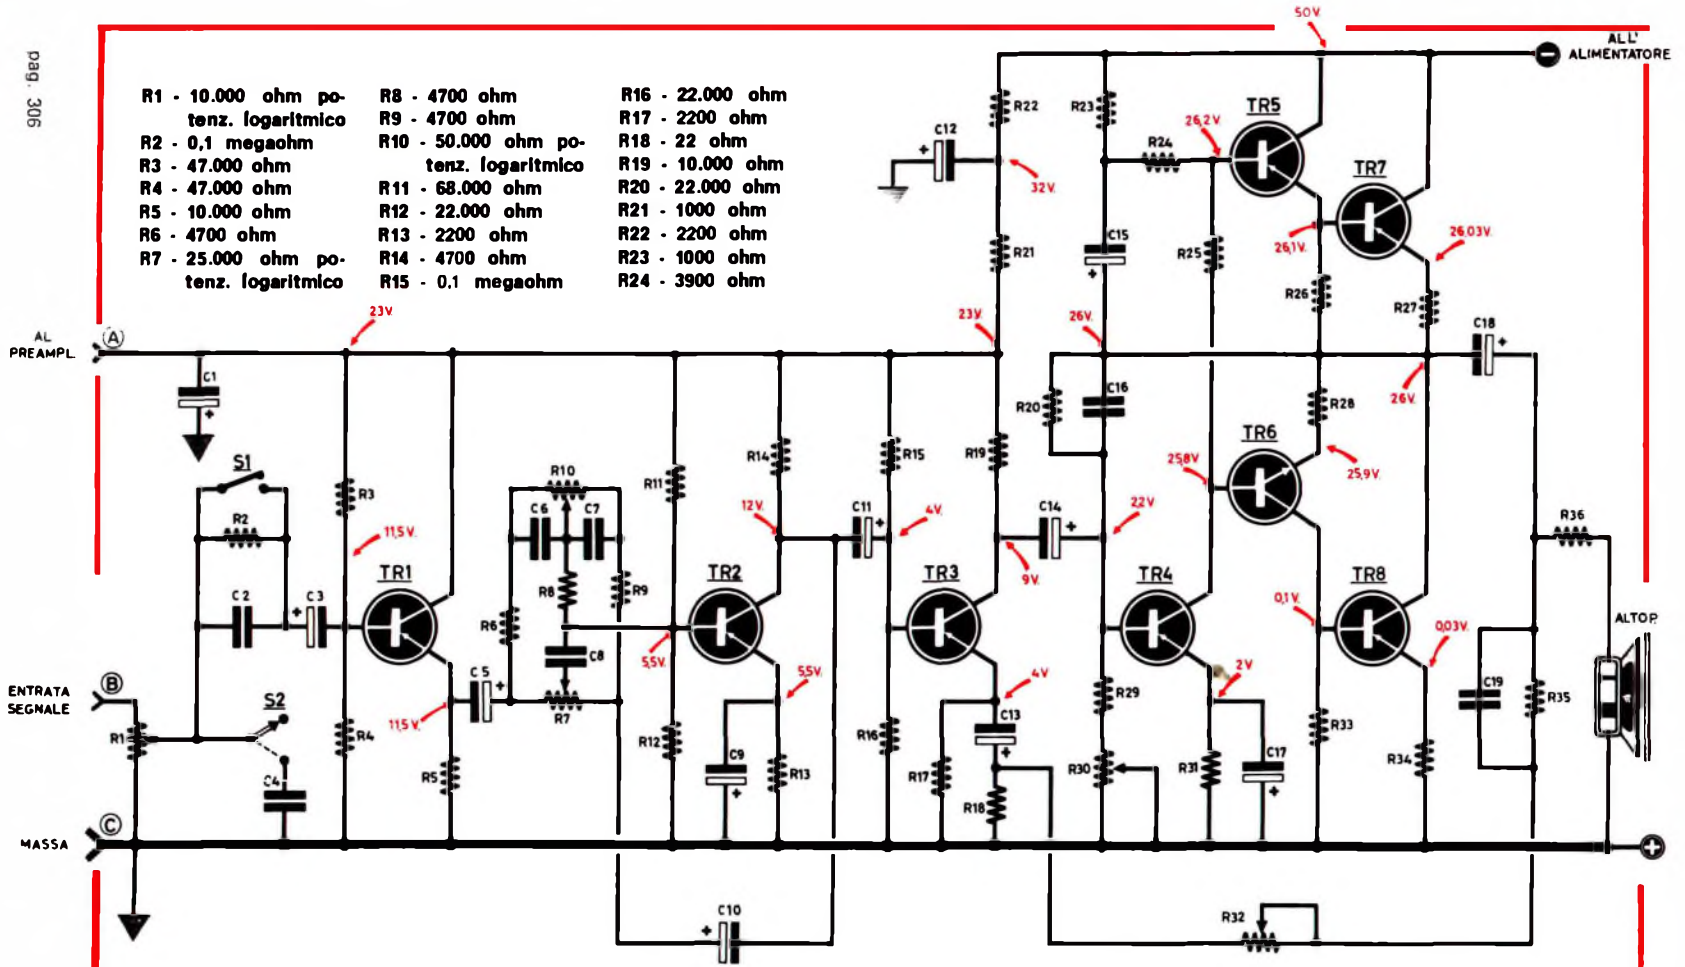 pag. 306
R1 - 10.000 ohm po-
tenz. logaritmico
R2 - 0,1 megaohm
R3 - 47.000 ohm
R4 - 47.000 ohm
R5 - 10.000 ohm
R6 - 4700 ohm
R7 - 25.000 ohm po-
tenz. logaritmico
R8 - 4700 ohm
R9 - 4700 ohm
R10 - 50.000 ohm po-
tenz. logaritmico
R11 - 68.000 ohm
R12 - 22.000 ohm
R13 - 2200 ohm
R14 - 4700 ohm
R15 - 0,1 megaohm
R16 - 22.000 ohm
R17 - 2200 ohm
R18 - 22 ohm
R19 - 10.000 ohm
R20 - 22.000 ohm
R21 - 1000 ohm
R22 - 2200 ohm
R23 - 1000 ohm
R24 - 3900 ohm
50V.
ALL'
ALIMENTATORE
R22
R23
TR5
26,2V.
C12
R24
TR7
32V.
C15
26,1V.
26,03V.
R21
R25
R26
R27
23V.
23V.
26V.
C18
AL
PREAMPL.
A
C1
C16
R28
26V.
R20
TR6
S1
R14
R15
R19
25,8V
25,9V.
R10
R11
R3
R2
C6
C7
12V.
C11
4V.
C14
22V
R36
11,5V.
9V.
TR1
TR2
TR3
TR4
TR8
C2
C3
R8
R9
0,1V.
0,03V.
ALTOP.
R6
C8
5,5V.
5,5V.
4V
2V
C5
ENTRATA
SEGNALE
B
S2
R7
11,5V.
R29
C19
R35
R1
R4
R12
C9
R16
C13
R33
C17
R34
R5
R13
R17
R30
R31
C4
R18
MASSA
C
C10
R32